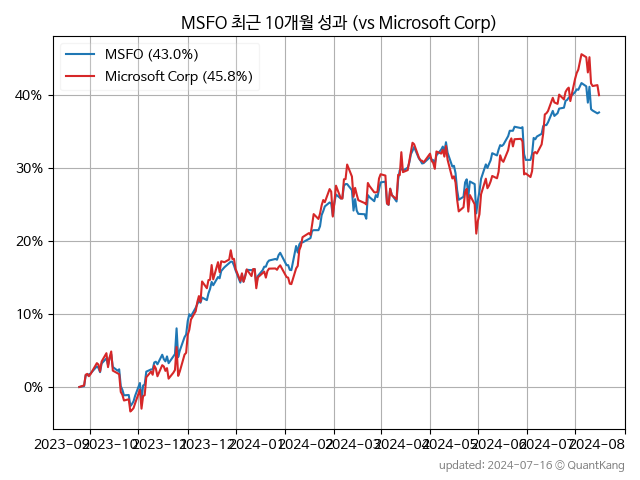 MSFO 최근 10개월 성과 (vs Microsoft Corp)
MSFO (43.0%)
Microsoft Corp (45.8%)
40%
30%
20%
10%
0%
2023-09 2023-10 2023-11 2023-12 2024-01 2024-02 2024-03 2024-04 2024-05 2024-06 2024-07 2024-08
updated: 2024-07-16 © QuantKang